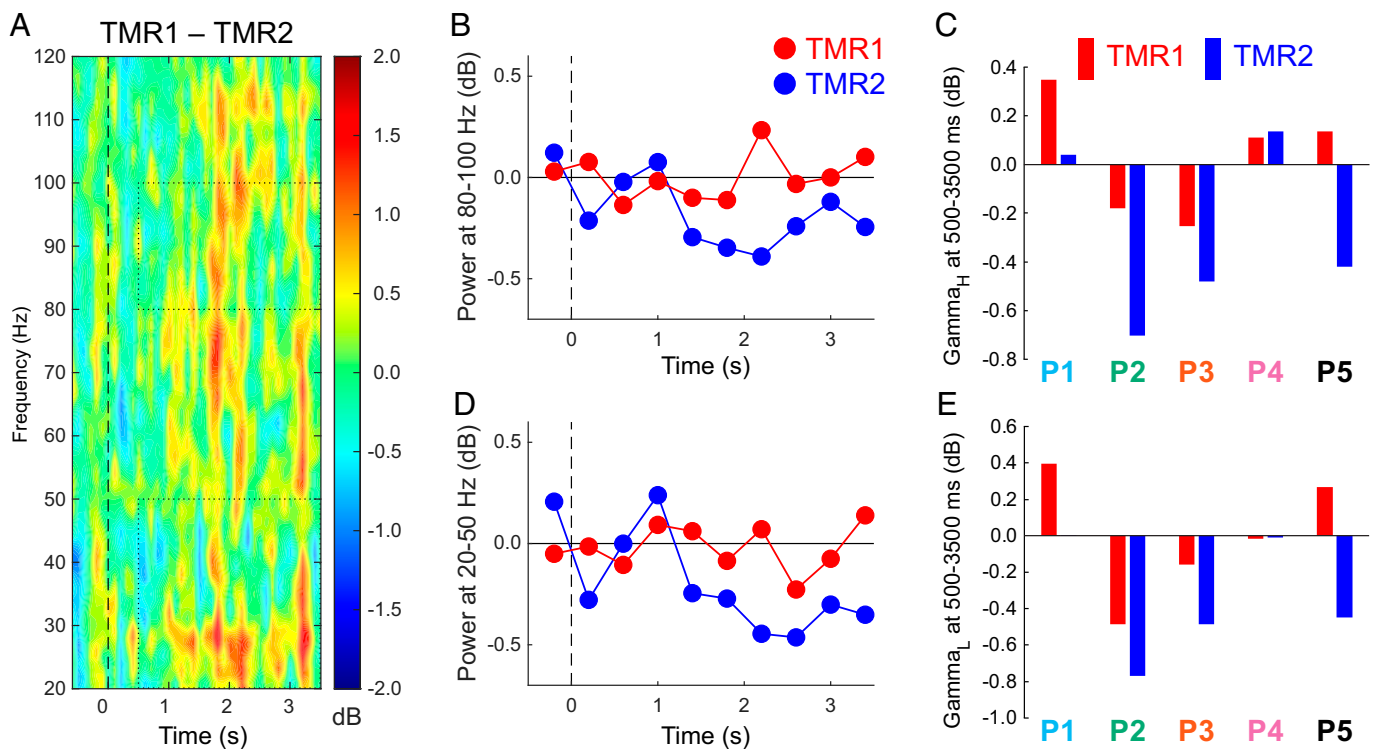 A
TMR1 – TMR2
Frequency (Hz)
120
110
100
90
80
70
60
50
40
30
20
0 1 2 3
Time (s)
2.0
1.5
1.0
0.5
0.0
-0.5
-1.0
-1.5
-2.0
dB
B
TMR1
TMR2
Power at 80-100 Hz (dB)
0.5
0.0
-0.5
0 1 2 3
Time (s)
C
TMR1 TMR2
Gamma_H at 500-3500 ms (dB)
0.4
0.2
0.0
-0.2
-0.4
-0.6
-0.8
P1 P2 P3 P4 P5
D
Power at 20-50 Hz (dB)
0.5
0.0
-0.5
0 1 2 3
Time (s)
E
Gamma_L at 500-3500 ms (dB)
0.6
0.4
0.2
0.0
-0.2
-0.4
-0.6
-0.8
-1.0
P1 P2 P3 P4 P5